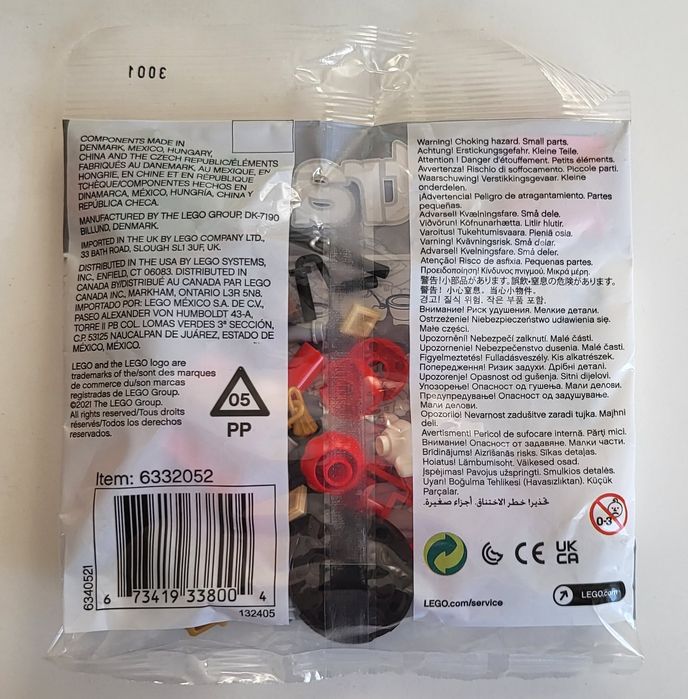 3001
COMPONENTS MADE IN
DENMARK, MEXICO, HUNGARY,
CHINA AND THE CZECH REPUBLIC/ÉLÉMENTS
FABRIQUÉS AU DANEMARK, AU MEXIQUE, EN
HONGRIE, EN CHINE ET EN RÉPUBLIQUE
TCHÈQUE/COMPONENTES HECHOS EN
DINAMARCA, MÉXICO, HUNGRÍA, CHINA Y
REPÚBLICA CHECA.
MANUFACTURED BY THE LEGO GROUP, DK-7190
BILLUND, DENMARK.
IMPORTED IN THE UK BY LEGO COMPANY LTD.,
33 BATH ROAD, SLOUGH SL1 3UF, UK.
DISTRIBUTED IN THE USA BY LEGO SYSTEMS,
INC., ENFIELD, CT 06083. DISTRIBUTED IN
CANADA BY/DISTRIBUÉ AU CANADA PAR LEGO
CANADA INC., MARKHAM, ONTARIO L3R 5N8.
IMPORTADO POR: LEGO MÉXICO S.A. DE C.V.,
PASEO ALEXANDER VON HUMBOLDT 43-A,
TORRE II PB COL. LOMAS VERDES 3ª SECCIÓN,
C.P. 53125 NAUCALPAN DE JUÁREZ, ESTADO DE
MÉXICO, MÉXICO.
LEGO and the LEGO logo are
trademarks of the/sont des marques
de commerce du/son marcas
registradas de LEGO Group.
©2021 The LEGO Group.
All rights reserved/Tous droits
réservés/Todos los derechos
reservados.
05
PP
Item: 6332052
6340521
6 73419 33800 4
132405
Warning! Choking hazard. Small parts.
Achtung! Erstickungsgefahr. Kleine Teile.
Attention ! Danger d'étouffement. Petits éléments.
Avvertenza! Rischio di soffocamento. Piccole parti.
Waarschuwing! Verstikkingsgevaar. Kleine
onderdelen.
¡Advertencia! Peligro de atragantamiento. Partes
pequeñas.
Advarsel! Kvælningsfare. Små dele.
Viðvörun! Köfnunarhætta. Litlir hlutir.
Varoitus! Tukehtumisvaara. Pieniä osia.
Varning! Kvävningsrisk. Små delar.
Advarsel! Kvelningsfare. Små deler.
Atenção! Risco de asfixia. Pequenas partes.
Προειδοποίηση! Κίνδυνος πνιγμού. Μικρά μέρη.
警告!小部品があります。誤飲・窒息の危険があります。
警告! 小心窒息。当心小物件。
경고! 질식 위험. 작은 부품 포함.
Внимание! Риск удушения. Мелкие детали.
Ostrzeżenie! Niebezpieczeństwo udławienia się.
Małe części.
Upozornění! Nebezpečí zalknutí. Malé části.
Upozornenie! Nebezpečenstvo dusenia. Malé časti.
Figyelmeztetés! Fulladásveszély. Kis alkatrészek.
Попередження! Ризик задухи. Дрібні деталі.
Upozorenje! Opasnost od gušenja. Sitni dijelovi.
Упозорење! Опасност од гушења. Мали делови.
Предупредување! Опасност од задушување.
Мали делови.
Opozorilo! Nevarnost zadušitve zaradi tujka. Majhni
deli.
Avertisment! Pericol de sufocare internă. Părți mici.
Внимание! Опасност от задавяне. Малки части.
Brīdinājums! Aizrīšanās risks. Sīkas detaļas.
Hoiatus! Lämbumisoht. Väikesed osad.
Įspėjimas! Pavojus užspringti. Smulkios detalės.
Uyarı! Boğulma Tehlikesi (Havasızlıktan). Küçük
Parçalar.
تحذير! خطر الاختناق. أجزاء صغيرة.
0-3
CE
UK
CA
LEGO.com/service
LEGO.com